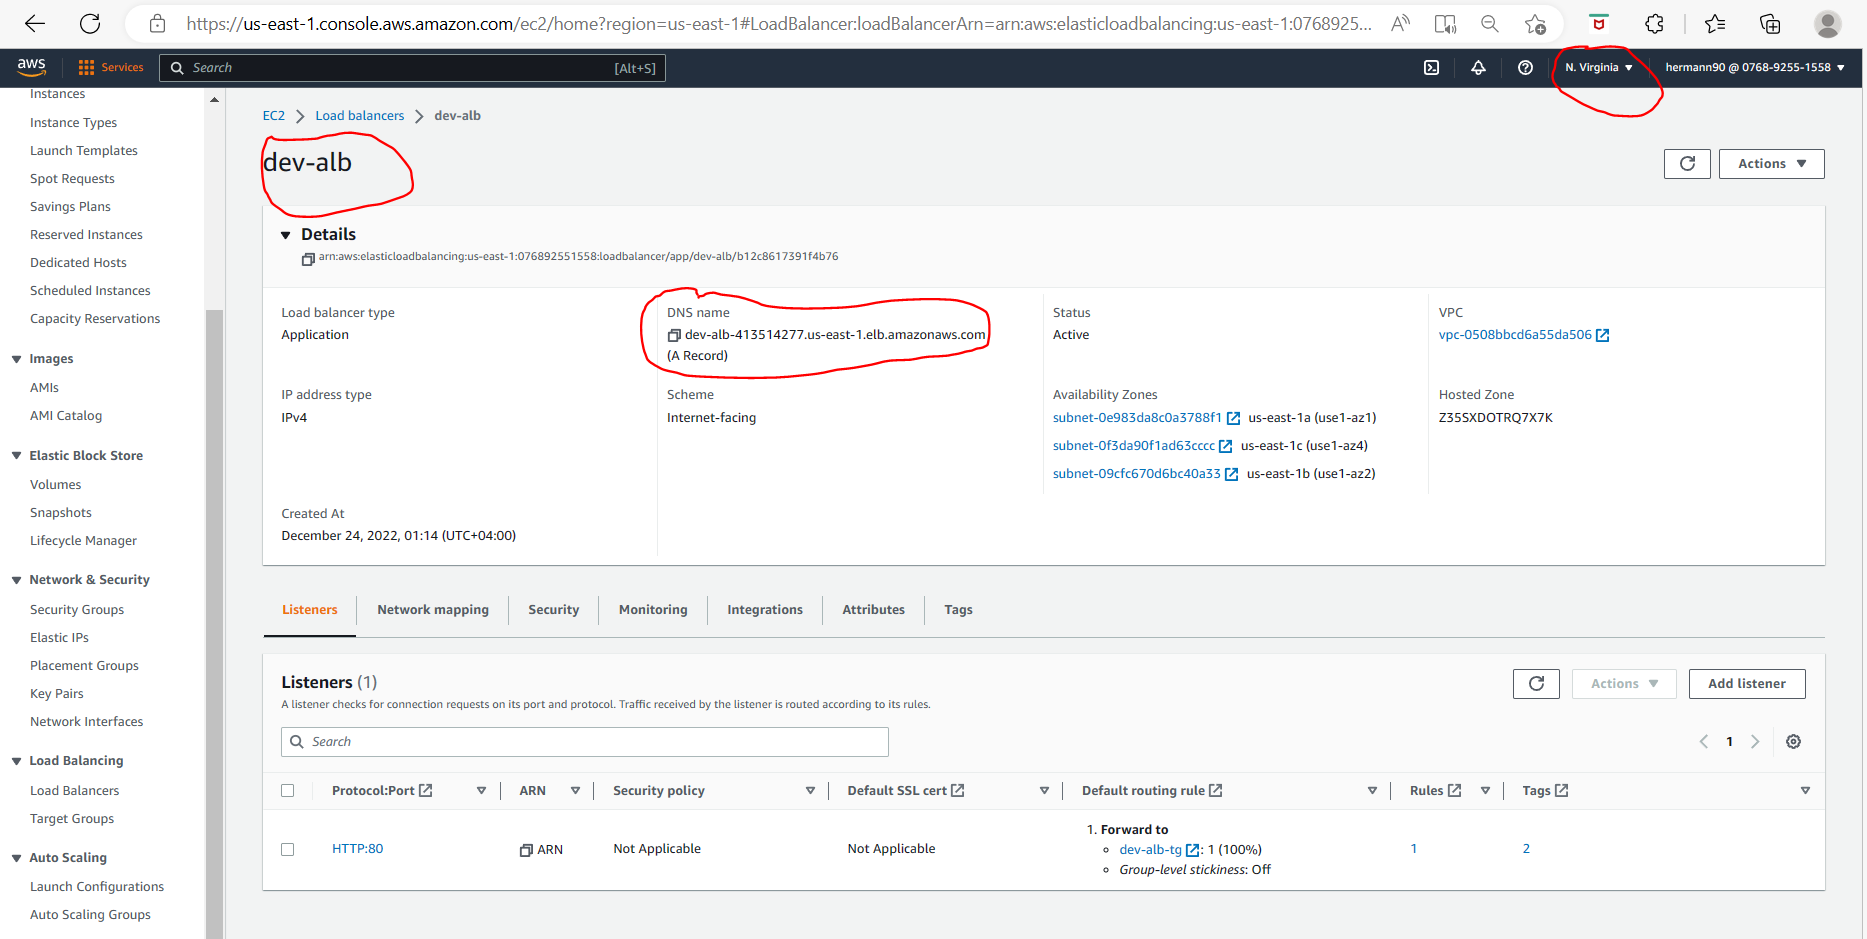 https://us-east-1.console.aws.amazon.com/ec2/home?region=us-east-1#LoadBalancer:loadBalancerArn=arn:aws:elasticloadbalancing:us-east-1:0768925...
aws Services Search [Alt+S] N. Virginia hermann90 @ 0768-9255-1558
Instances
Instance Types
Launch Templates
Spot Requests
Savings Plans
Reserved Instances
Dedicated Hosts
Scheduled Instances
Capacity Reservations
Images
AMIs
AMI Catalog
Elastic Block Store
Volumes
Snapshots
Lifecycle Manager
Network & Security
Security Groups
Elastic IPs
Placement Groups
Key Pairs
Network Interfaces
Load Balancing
Load Balancers
Target Groups
Auto Scaling
Launch Configurations
Auto Scaling Groups
EC2 Load balancers dev-alb
dev-alb
Actions
Details
arn:aws:elasticloadbalancing:us-east-1:076892551558:loadbalancer/app/dev-alb/b12c8617391f4b76
Load balancer type
Application
DNS name
dev-alb-413514277.us-east-1.elb.amazonaws.com
(A Record)
Status
Active
VPC
vpc-0508bbcd6a55da506
IP address type
IPv4
Scheme
Internet-facing
Availability Zones
subnet-0e983da8c0a3788f1 us-east-1a (use1-az1)
subnet-0f3da90f1ad63cccc us-east-1c (use1-az4)
subnet-09cfc670d6bc40a33 us-east-1b (use1-az2)
Hosted Zone
Z35SXDOTRQ7X7K
Created At
December 24, 2022, 01:14 (UTC+04:00)
Listeners Network mapping Security Monitoring Integrations Attributes Tags
Listeners (1)
A listener checks for connection requests on its port and protocol. Traffic received by the listener is routed according to its rules.
Actions Add listener
Search
1
Protocol:Port ARN Security policy Default SSL cert Default routing rule Rules Tags
HTTP:80 ARN Not Applicable Not Applicable
1. Forward to
dev-alb-tg : 1 (100%)
Group-level stickiness: Off
1 2